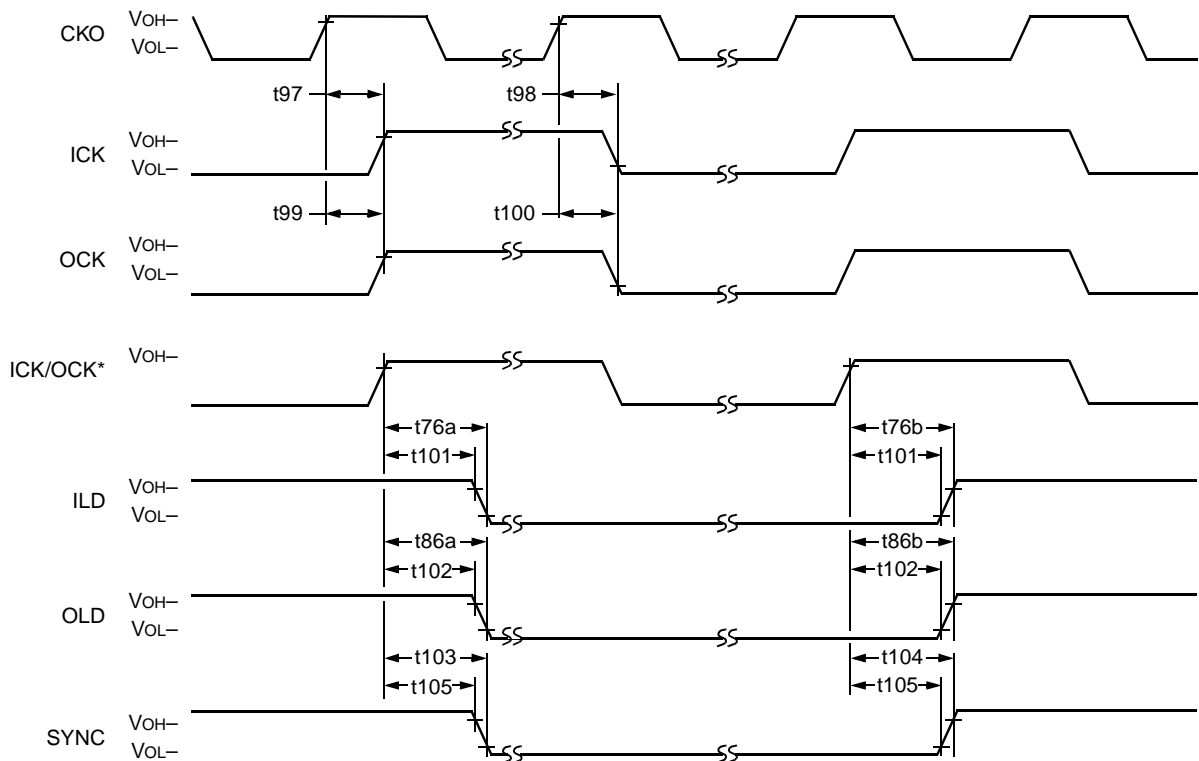 CKO
VOH–
VOL–
t97
t98
ICK
VOH–
VOL–
t99
t100
OCK
VOH–
VOL–
ICK/OCK*
VOH–
t76a
t76b
t101
t101
ILD
VOH–
VOL–
t86a
t86b
t102
t102
OLD
VOH–
VOL–
t103
t104
t105
t105
SYNC
VOH–
VOL–